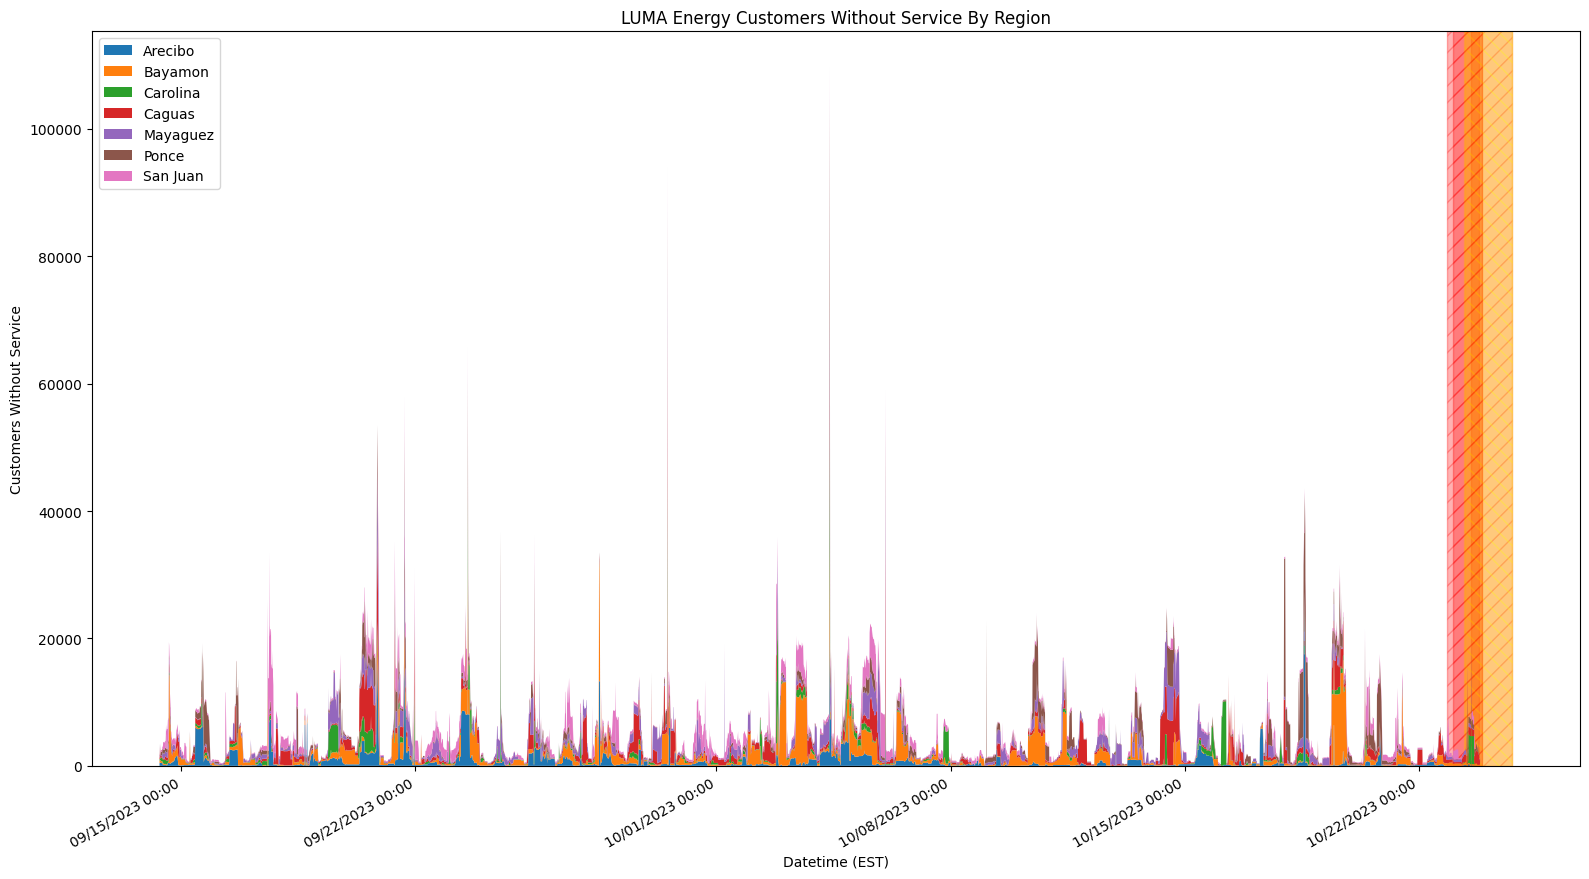 LUMA Energy Customers Without Service By Region
Arecibo
Bayamon
Carolina
Caguas
Mayaguez
Ponce
San Juan
100000
80000
60000
40000
20000
0
Customers Without Service
09/15/2023 00:00
09/22/2023 00:00
10/01/2023 00:00
10/08/2023 00:00
10/15/2023 00:00
10/22/2023 00:00
Datetime (EST)